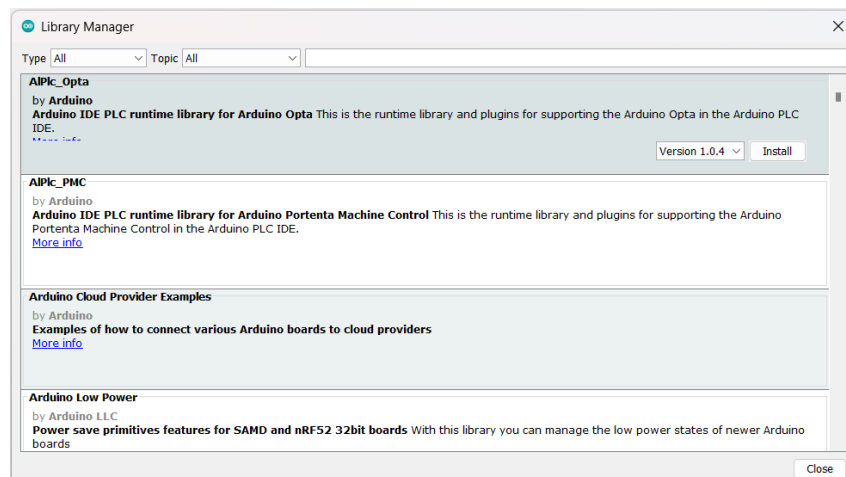 Library Manager
Type All Topic All
AlPlc_Opta
by Arduino
Arduino IDE PLC runtime library for Arduino Opta This is the runtime library and plugins for supporting the Arduino Opta in the Arduino PLC
IDE.
More info
Version 1.0.4 Install
AlPlc_PMC
by Arduino
Arduino IDE PLC runtime library for Arduino Portenta Machine Control This is the runtime library and plugins for supporting the Arduino
Portenta Machine Control in the Arduino PLC IDE.
More info
Arduino Cloud Provider Examples
by Arduino
Examples of how to connect various Arduino boards to cloud providers
More info
Arduino Low Power
by Arduino LLC
Power save primitives features for SAMD and nRF52 32bit boards With this library you can manage the low power states of newer Arduino
boards
Close